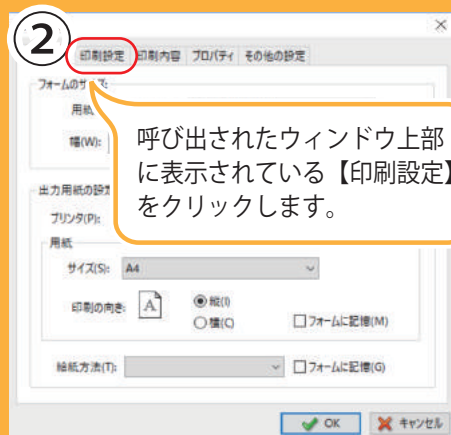 ②
印刷設定 印刷内容 プロパティ その他の設定
フォームのサイズ
用紙
幅(W):
呼び出されたウィンドウ上部
に表示されている【印刷設定】
をクリックします。
出力用紙の設定
プリンタ(P):
用紙
サイズ(S): A4
印刷の向き: A 縦(I)
横(C) フォームに記憶(M)
給紙方法(T): フォームに記憶(G)
OK キャンセル